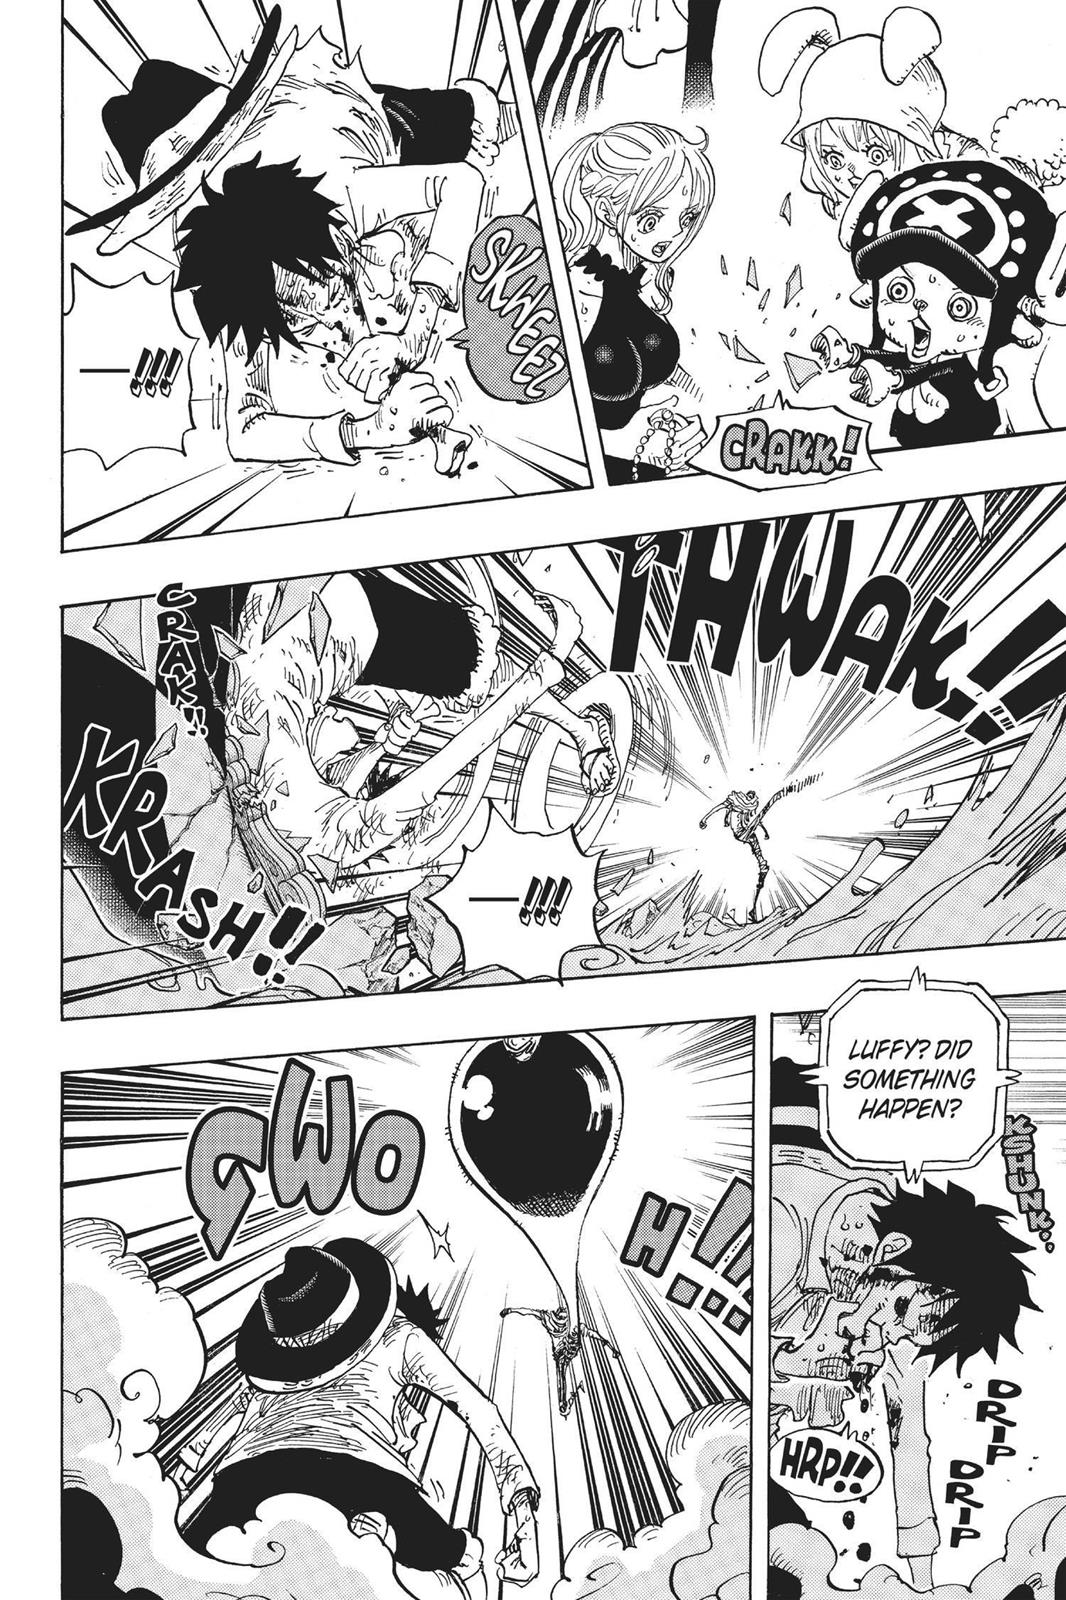 CRAKK!
SKWEEZ
—!!!
THWAK!!
CRAK!!
KRASH!!
—!!!
LUFFY? DID
SOMETHING
HAPPEN?
KSHUNK..
DRIP
DRIP
HRP!!
GWO
H!!!